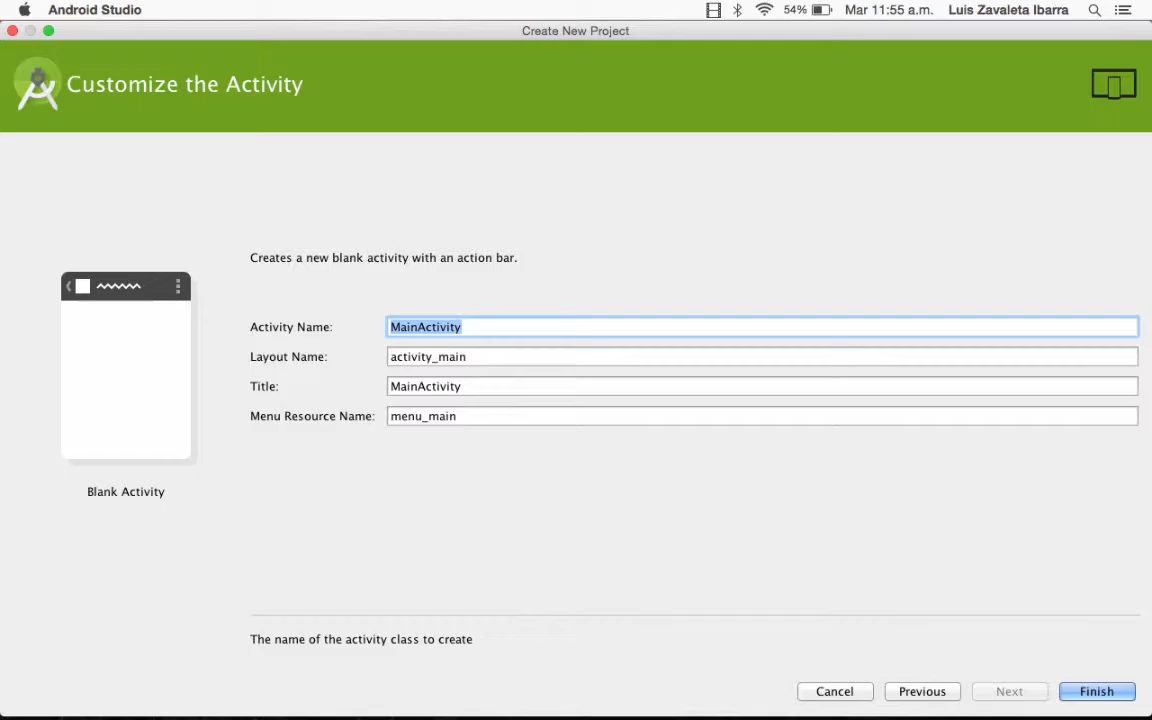 Android Studio 54% Mar 11:55 a.m. Luis Zavaleta Ibarra
Create New Project
Customize the Activity
Creates a new blank activity with an action bar.
Activity Name: MainActivity
Layout Name: activity_main
Title: MainActivity
Menu Resource Name: menu_main
Blank Activity
The name of the activity class to create
Cancel Previous Next Finish